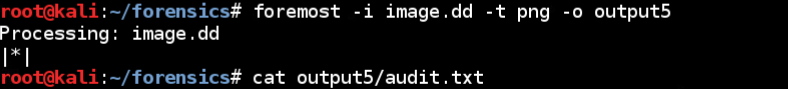 root@kali:~/forensics# foremost -i image.dd -t png -o output5
Processing: image.dd
|*|
root@kali:~/forensics# cat output5/audit.txt